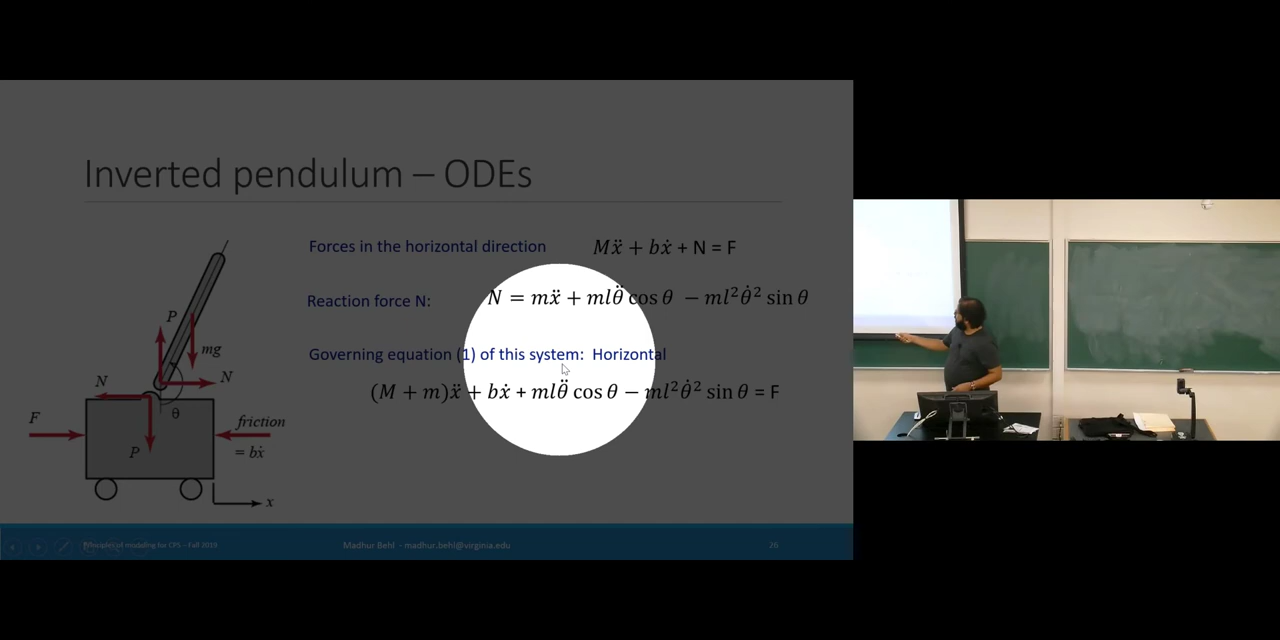 Inverted pendulum – ODEs
Forces in the horizontal direction Mẍ + bẋ + N = F
Reaction force N: N = mẍ + mlθ̈ cos θ − ml²θ̇² sin θ
Governing equation (1) of this system: Horizontal
(M + m)ẍ + bẋ + mlθ̈ cos θ − ml²θ̇² sin θ = F
P
mg
N
N
θ
F
friction
= bẋ
P
x
of modeling for CPS – Fall 2019
Madhur Behl - madhur.behl@virginia.edu
26